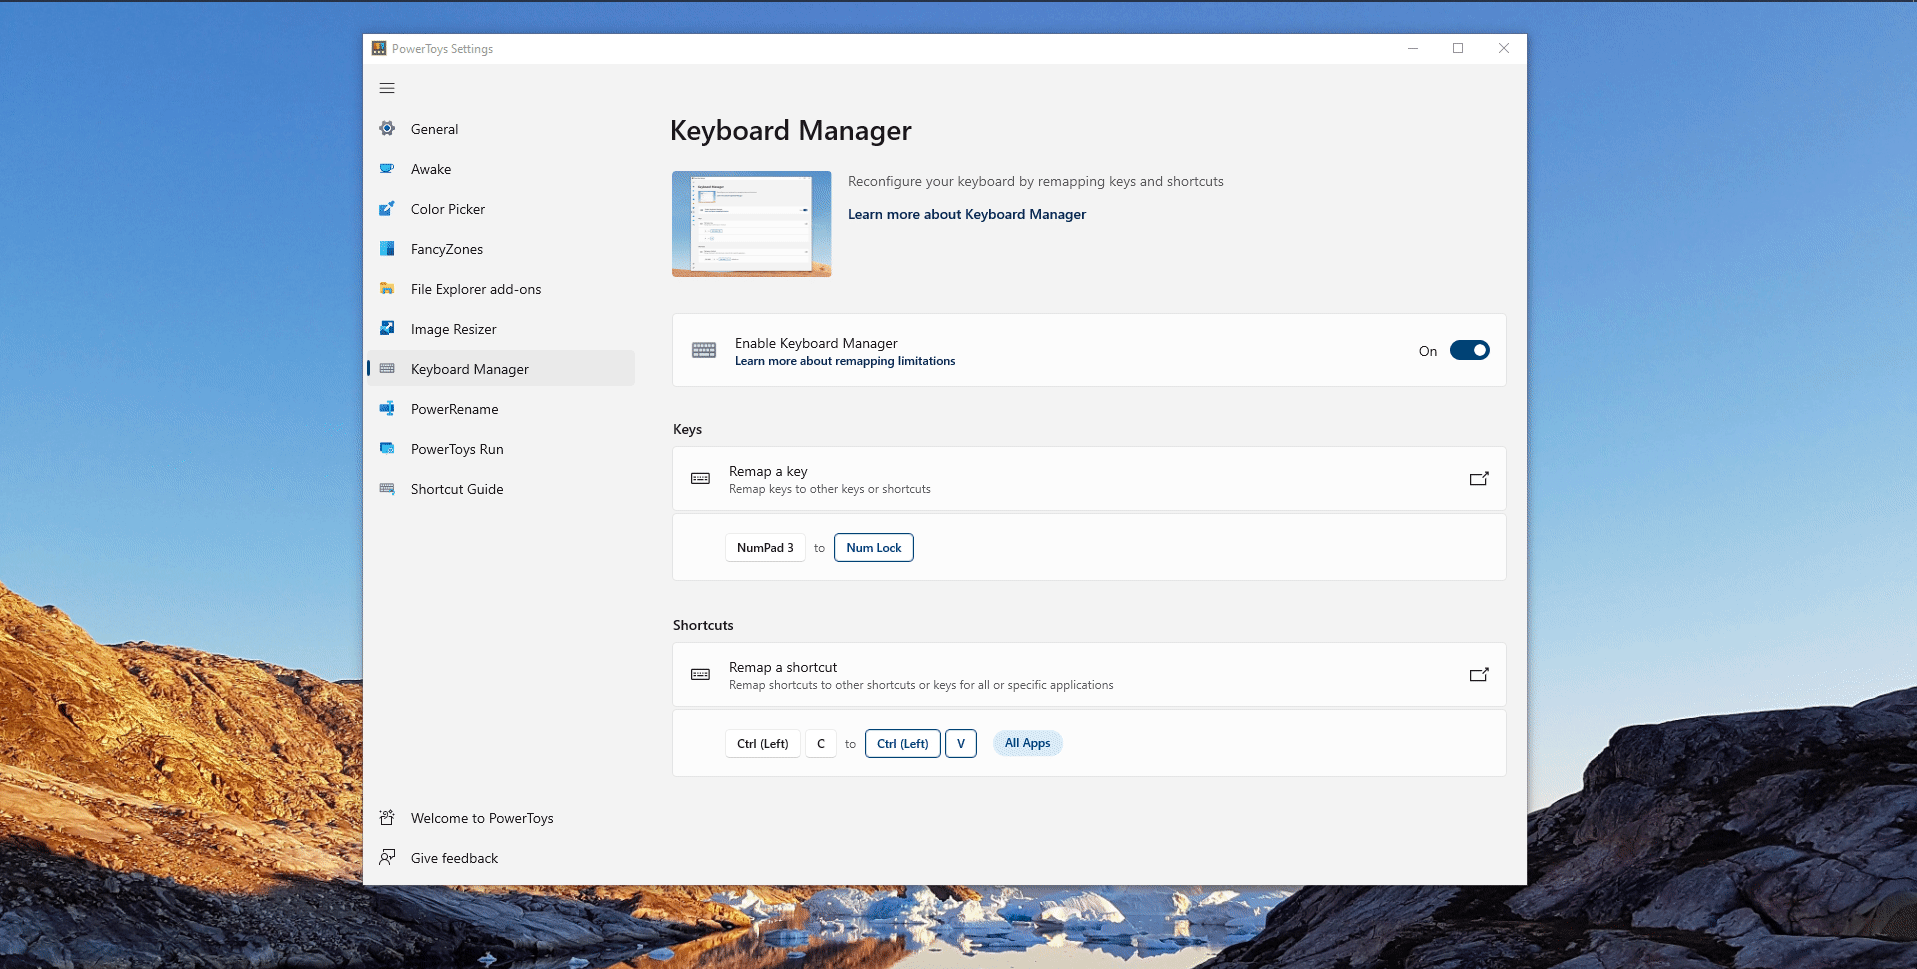 PowerToys Settings
General
Awake
Color Picker
FancyZones
File Explorer add-ons
Image Resizer
Keyboard Manager
PowerRename
PowerToys Run
Shortcut Guide
Welcome to PowerToys
Give feedback
Keyboard Manager
Reconfigure your keyboard by remapping keys and shortcuts
Learn more about Keyboard Manager
Enable Keyboard Manager
Learn more about remapping limitations
On
Keys
Remap a key
Remap keys to other keys or shortcuts
NumPad 3 to Num Lock
Shortcuts
Remap a shortcut
Remap shortcuts to other shortcuts or keys for all or specific applications
Ctrl (Left) C to Ctrl (Left) V All Apps